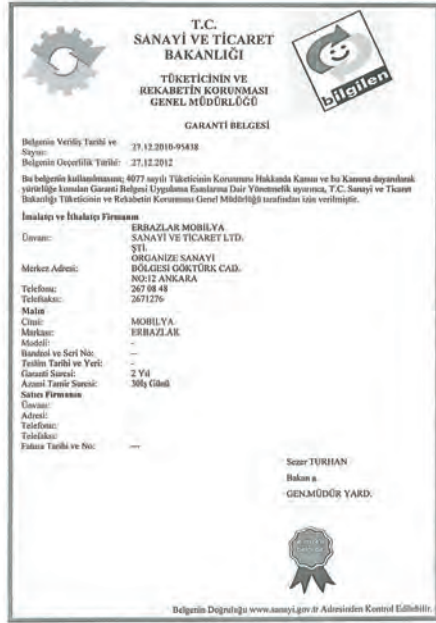 T.C.
SANAYİ VE TİCARET
BAKANLIĞI
TÜKETİCİNİN VE
REKABETİN KORUNMASI
GENEL MÜDÜRLÜĞÜ
bilgilen
GARANTİ BELGESİ
Belgenin Veriliş Tarihi ve Sayısı: 27.12.2010-95438
Belgenin Geçerlilik Tarihi: 27.12.2012
Bu belgenin kullanılmasına; 4077 sayılı Tüketicinin Korunması Hakkında Kanun ve bu Kanuna dayanılarak
yürürlüğe konulan Garanti Belgesi Uygulama Esaslarına Dair Yönetmelik uyarınca, T.C. Sanayi ve Ticaret
Bakanlığı Tüketicinin ve Rekabetin Korunması Genel Müdürlüğü tarafından izin verilmiştir.
İmalatçı ve İthalatçı Firmanın
Ünvanı: ERBAZLAR MOBİLYA
SANAYİ VE TİCARET LTD.
ŞTİ.
Merkez Adresi: ORGANİZE SANAYİ
BÖLGESİ GÖKTÜRK CAD.
NO:12 ANKARA
Telefonu: 267 08 48
Telefaksı: 2671276
Malın
Cinsi: MOBİLYA
Markası: ERBAZLAR
Modeli: -
Bandrol ve Seri No: -
Teslim Tarihi ve Yeri: -
Garanti Süresi: 2 Yıl
Azami Tamir Süresi: 30İş Günü
Satıcı Firmanın
Ünvanı:
Adresi:
Telefonu:
Telefaksı:
Fatura Tarihi ve No: ---
Sezer TURHAN
Bakan a.
GEN.MÜDÜR YARD.
Belgenin Doğruluğu www.sanayi.gov.tr Adresinden Kontrol Edilebilir.